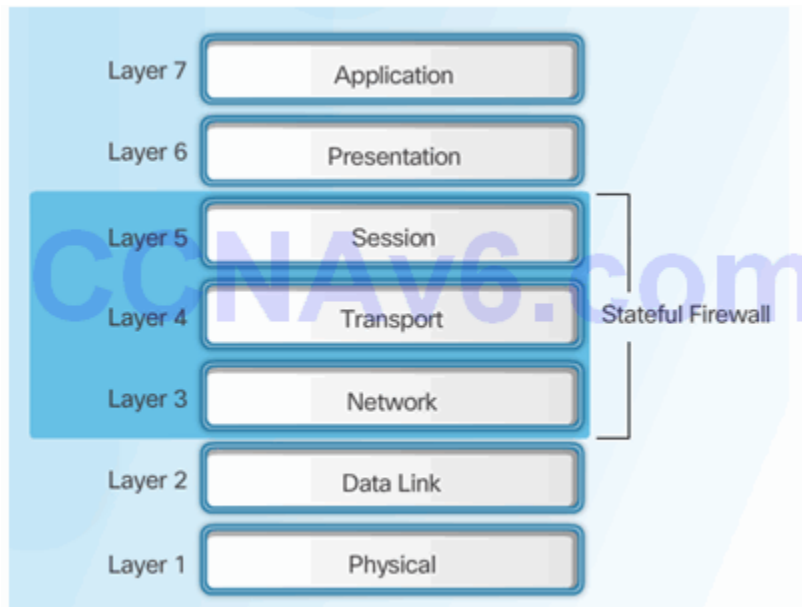 Layer 7 Application
Layer 6 Presentation
Layer 5 Session
CCNAv6.com
Layer 4 Transport Stateful Firewall
Layer 3 Network
Layer 2 Data Link
Layer 1 Physical